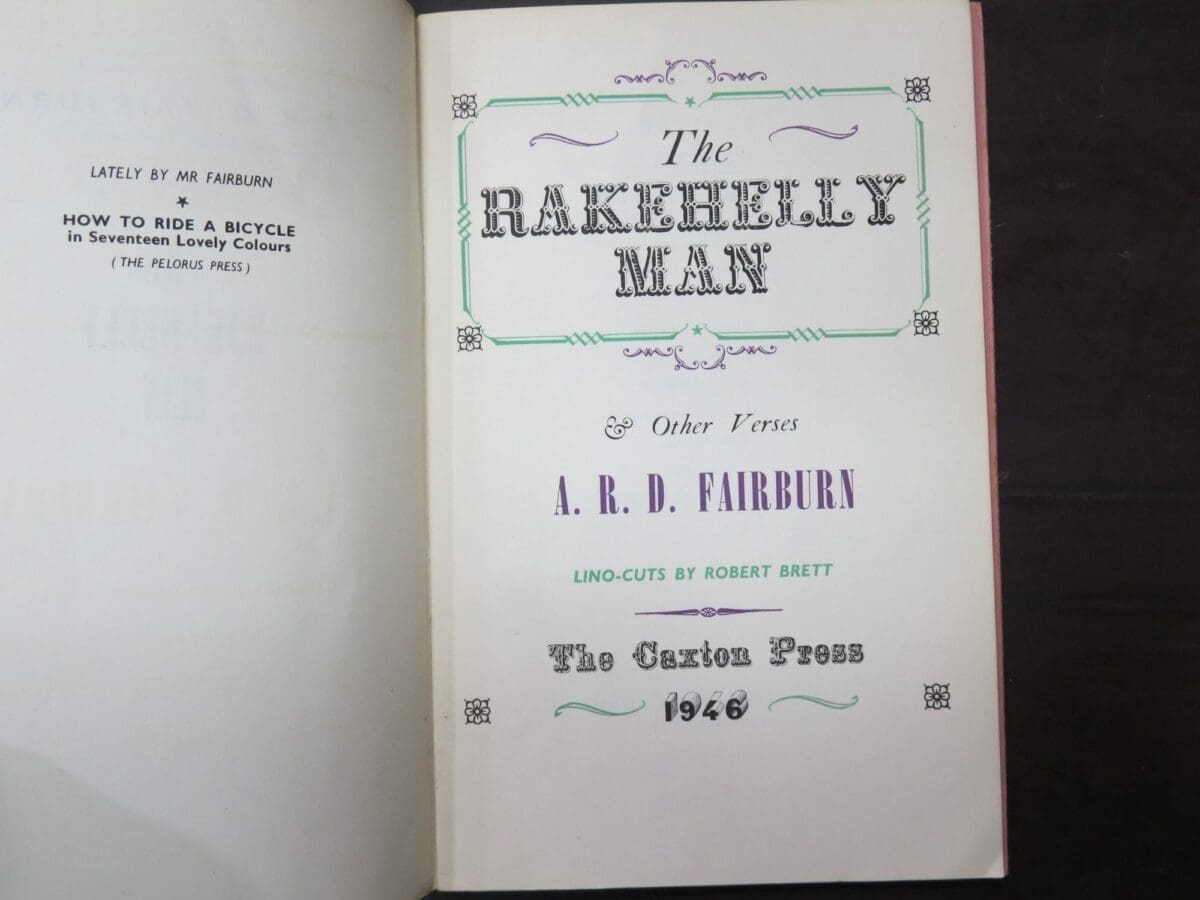 LATELY BY MR FAIRBURN
HOW TO RIDE A BICYCLE
in Seventeen Lovely Colours
(THE PELORUS PRESS)
The
RAKEHELLY
MAN
& Other Verses
A. R. D. FAIRBURN
LINO-CUTS BY ROBERT BRETT
The Caxton Press
1946